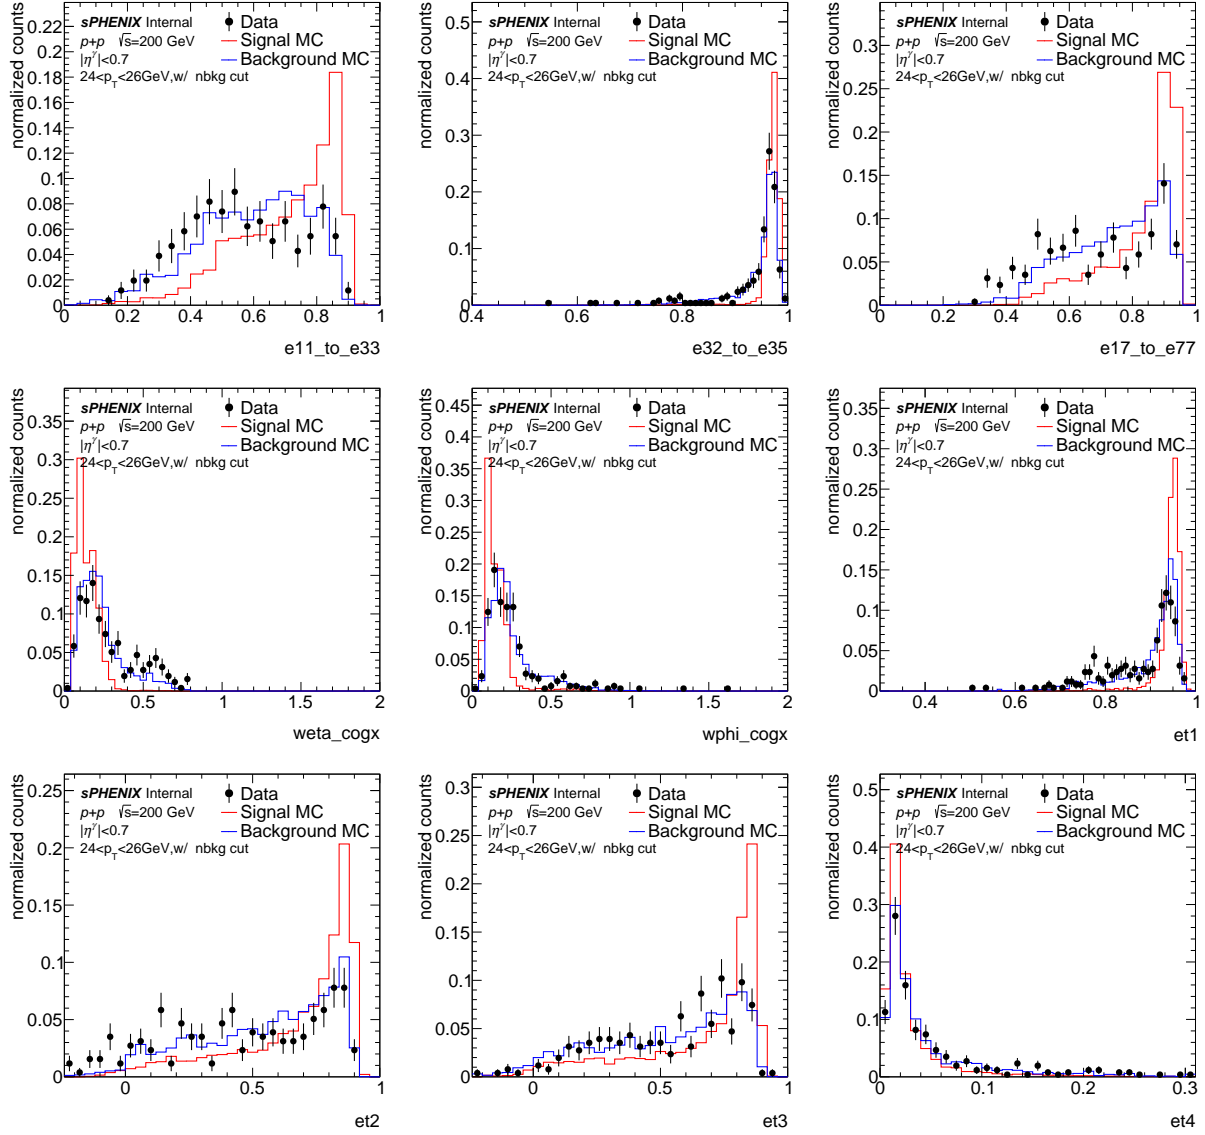 normalized counts
sPHENIX Internal
p+p √s=200 GeV
|η^γ|<0.7
24<p_T<26GeV,w/ nbkg cut
Data
Signal MC
Background MC
0.22
0.2
0.18
0.16
0.14
0.12
0.1
0.08
0.06
0.04
0.02
0
0 0.2 0.4 0.6 0.8 1
e11_to_e33
normalized counts
sPHENIX Internal
p+p √s=200 GeV
|η^γ|<0.7
24<p_T<26GeV,w/ nbkg cut
Data
Signal MC
Background MC
0.5
0.4
0.3
0.2
0.1
0
0.4 0.6 0.8 1
e32_to_e35
normalized counts
sPHENIX Internal
p+p √s=200 GeV
|η^γ|<0.7
24<p_T<26GeV,w/ nbkg cut
Data
Signal MC
Background MC
0.3
0.25
0.2
0.15
0.1
0.05
0
0 0.2 0.4 0.6 0.8 1
e17_to_e77
normalized counts
sPHENIX Internal
p+p √s=200 GeV
|η^γ|<0.7
24<p_T<26GeV,w/ nbkg cut
Data
Signal MC
Background MC
0.35
0.3
0.25
0.2
0.15
0.1
0.05
0
0 0.5 1 1.5 2
weta_cogx
normalized counts
sPHENIX Internal
p+p √s=200 GeV
|η^γ|<0.7
24<p_T<26GeV,w/ nbkg cut
Data
Signal MC
Background MC
0.45
0.4
0.35
0.3
0.25
0.2
0.15
0.1
0.05
0
0 0.5 1 1.5 2
wphi_cogx
normalized counts
sPHENIX Internal
p+p √s=200 GeV
|η^γ|<0.7
24<p_T<26GeV,w/ nbkg cut
Data
Signal MC
Background MC
0.35
0.3
0.25
0.2
0.15
0.1
0.05
0
0.4 0.6 0.8 1
et1
normalized counts
sPHENIX Internal
p+p √s=200 GeV
|η^γ|<0.7
24<p_T<26GeV,w/ nbkg cut
Data
Signal MC
Background MC
0.25
0.2
0.15
0.1
0.05
0
0 0.5 1
et2
normalized counts
sPHENIX Internal
p+p √s=200 GeV
|η^γ|<0.7
24<p_T<26GeV,w/ nbkg cut
Data
Signal MC
Background MC
0.3
0.25
0.2
0.15
0.1
0.05
0
0 0.5 1
et3
normalized counts
sPHENIX Internal
p+p √s=200 GeV
|η^γ|<0.7
24<p_T<26GeV,w/ nbkg cut
Data
Signal MC
Background MC
0.5
0.4
0.3
0.2
0.1
0
0 0.1 0.2 0.3
et4